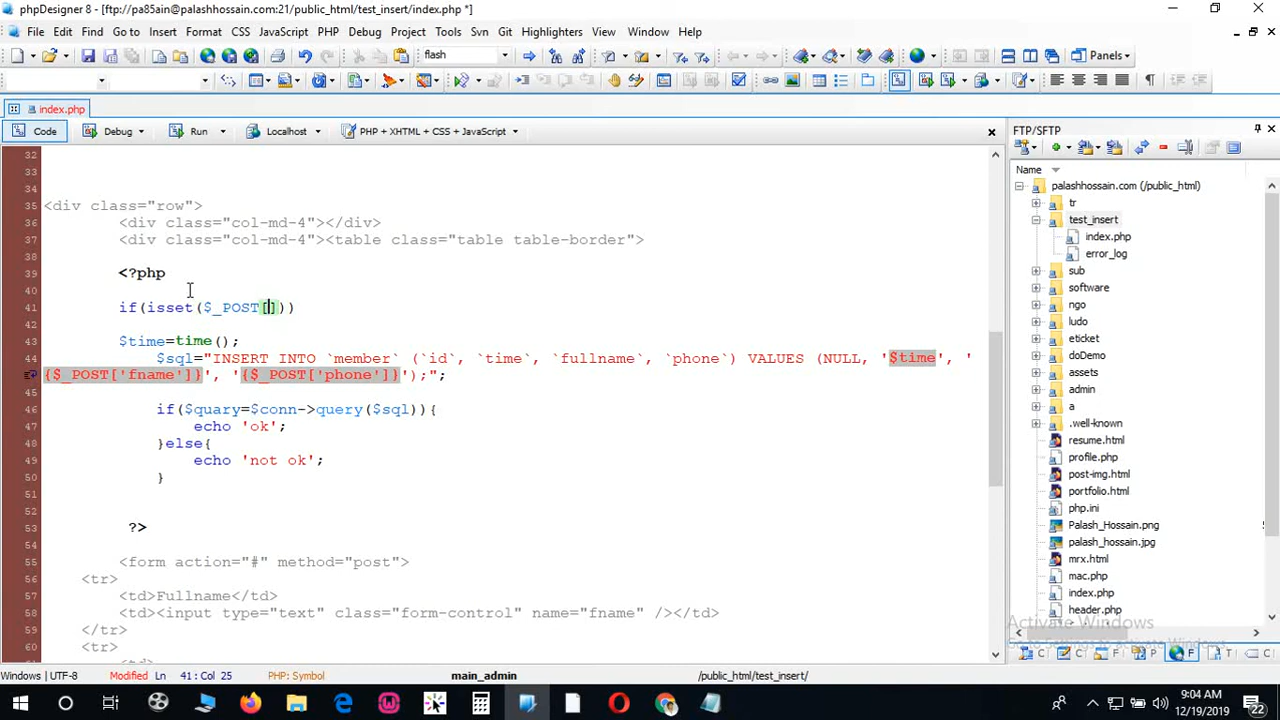 phpDesigner 8 - [ftp://pa85ain@palashhossain.com:21/public_html/test_insert/index.php *]
File Edit Find Go to Insert Format CSS JavaScript PHP Debug Project Tools Svn Git Highlighters View Window Help
flash
Panels
index.php
Code Debug Run Localhost PHP + XHTML + CSS + JavaScript
32
33
34
35 <div class="row">
36 <div class="col-md-4"></div>
37 <div class="col-md-4"><table class="table table-border">
38
39 <?php
40
41 if(isset($_POST[]))
42
43 $time=time();
44 $sql="INSERT INTO `member` (`id`, `time`, `fullname`, `phone`) VALUES (NULL, '$time', '
{$_POST['fname']}', '{$_POST['phone']}');";
45
46 if($quary=$conn->query($sql)){
47 echo 'ok';
48 }else{
49 echo 'not ok';
50 }
51
52
53 ?>
54
55 <form action="#" method="post">
56 <tr>
57 <td>Fullname</td>
58 <td><input type="text" class="form-control" name="fname" /></td>
59 </tr>
60 <tr>
FTP/SFTP
Name
palashhossain.com (/public_html)
tr
test_insert
index.php
error_log
sub
software
ngo
ludo
eticket
doDemo
assets
admin
a
.well-known
resume.html
profile.php
post-img.html
portfolio.html
php.ini
Palash_Hossain.png
palash_hossain.jpg
mrx.html
mac.php
index.php
header.php
Activate Windows
Windows UTF-8 Modified Ln 41 : Col 25 PHP: Symbol main_admin /public_html/test_insert/
9:04 AM
12/19/2019
22